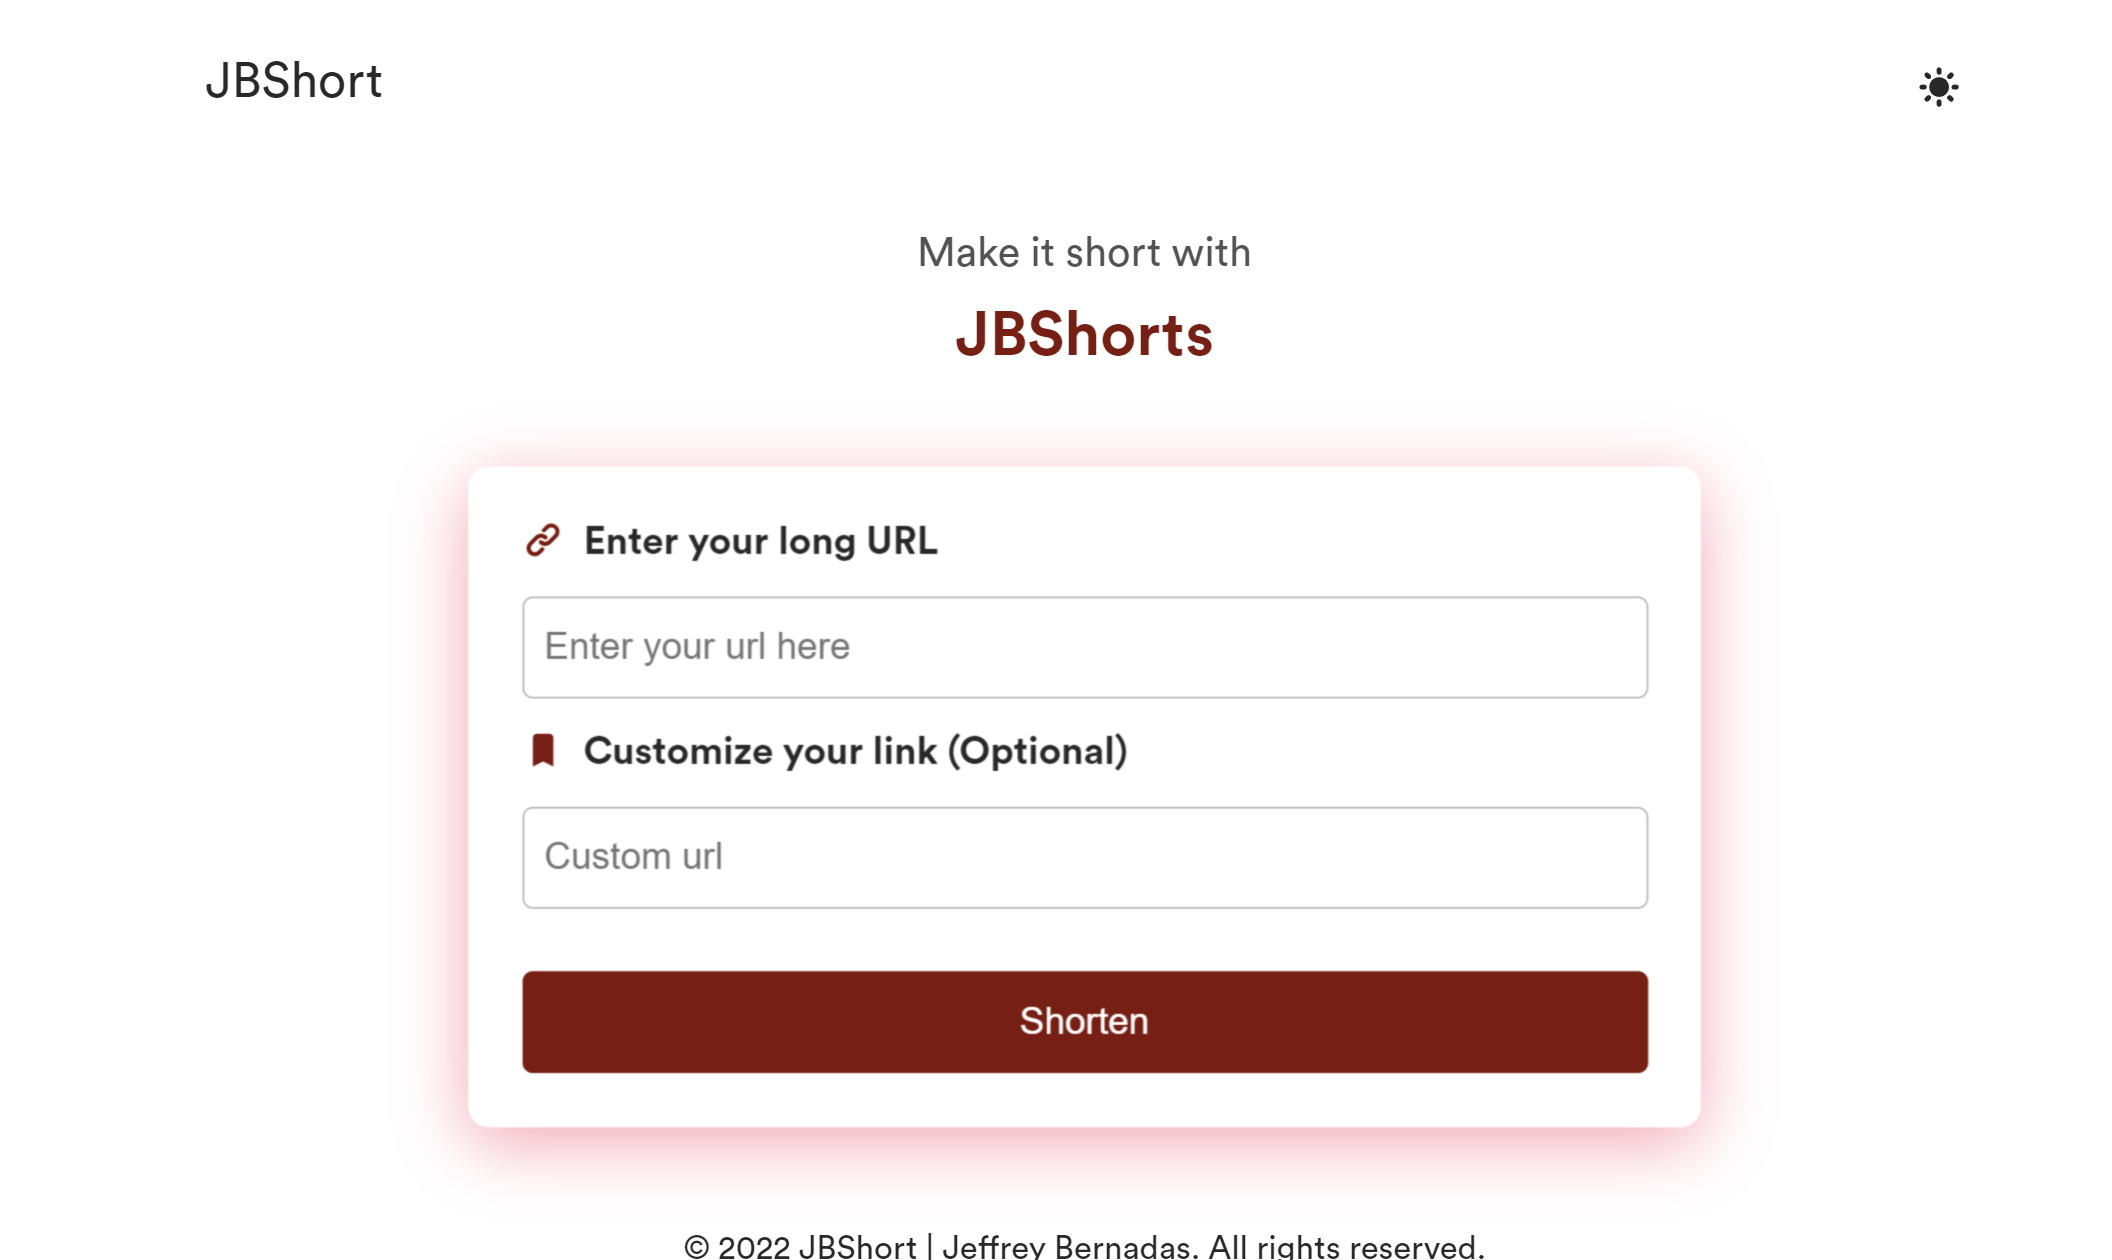 JBShort
Make it short with
JBShorts
Enter your long URL
Enter your url here
Customize your link (Optional)
Custom url
Shorten
© 2022 JBShort | Jeffrey Bernadas. All rights reserved.